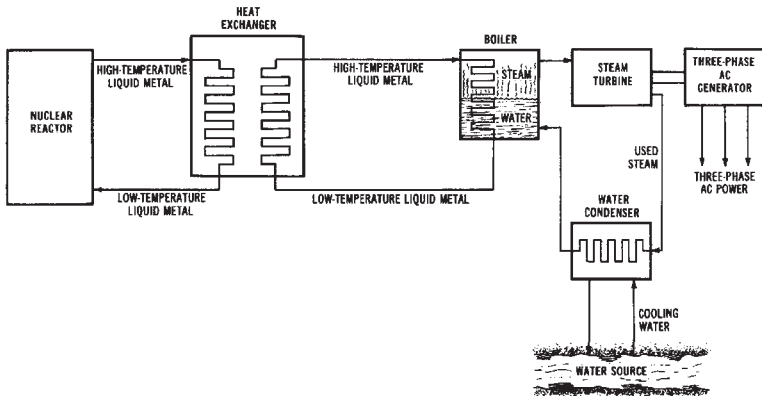 HEAT
EXCHANGER
BOILER
HIGH-TEMPERATURE
LIQUID METAL
HIGH-TEMPERATURE
LIQUID METAL
STEAM
WATER
STEAM
TURBINE
THREE-PHASE
AC
GENERATOR
NUCLEAR
REACTOR
USED
STEAM
THREE-PHASE
AC POWER
LOW-TEMPERATURE
LIQUID METAL
LOW-TEMPERATURE LIQUID METAL
WATER
CONDENSER
COOLING
WATER
WATER SOURCE